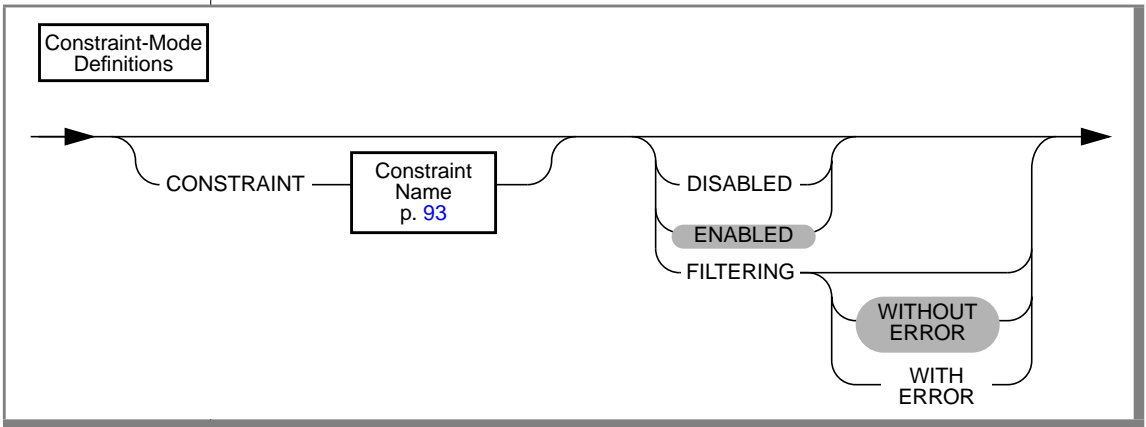 Constraint-Mode
Definitions
CONSTRAINT
Constraint
Name
p. 93
DISABLED
ENABLED
FILTERING
WITHOUT
ERROR
WITH
ERROR